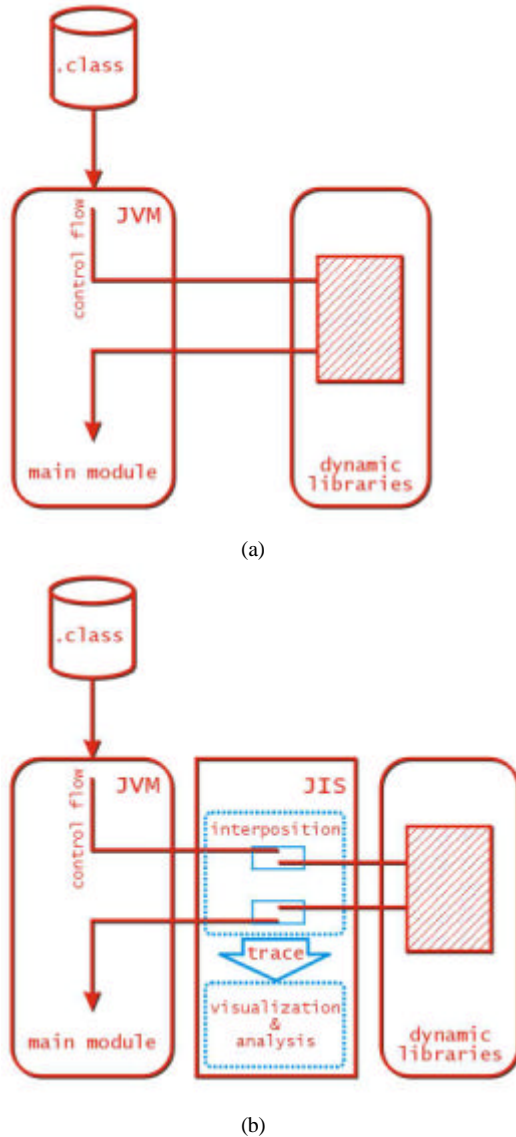 .class
JVM
control flow
main module
dynamic
libraries
(a)
.class
JVM
control flow
main module
JIS
interposition
trace
visualization
&
analysis
dynamic
libraries
(b)